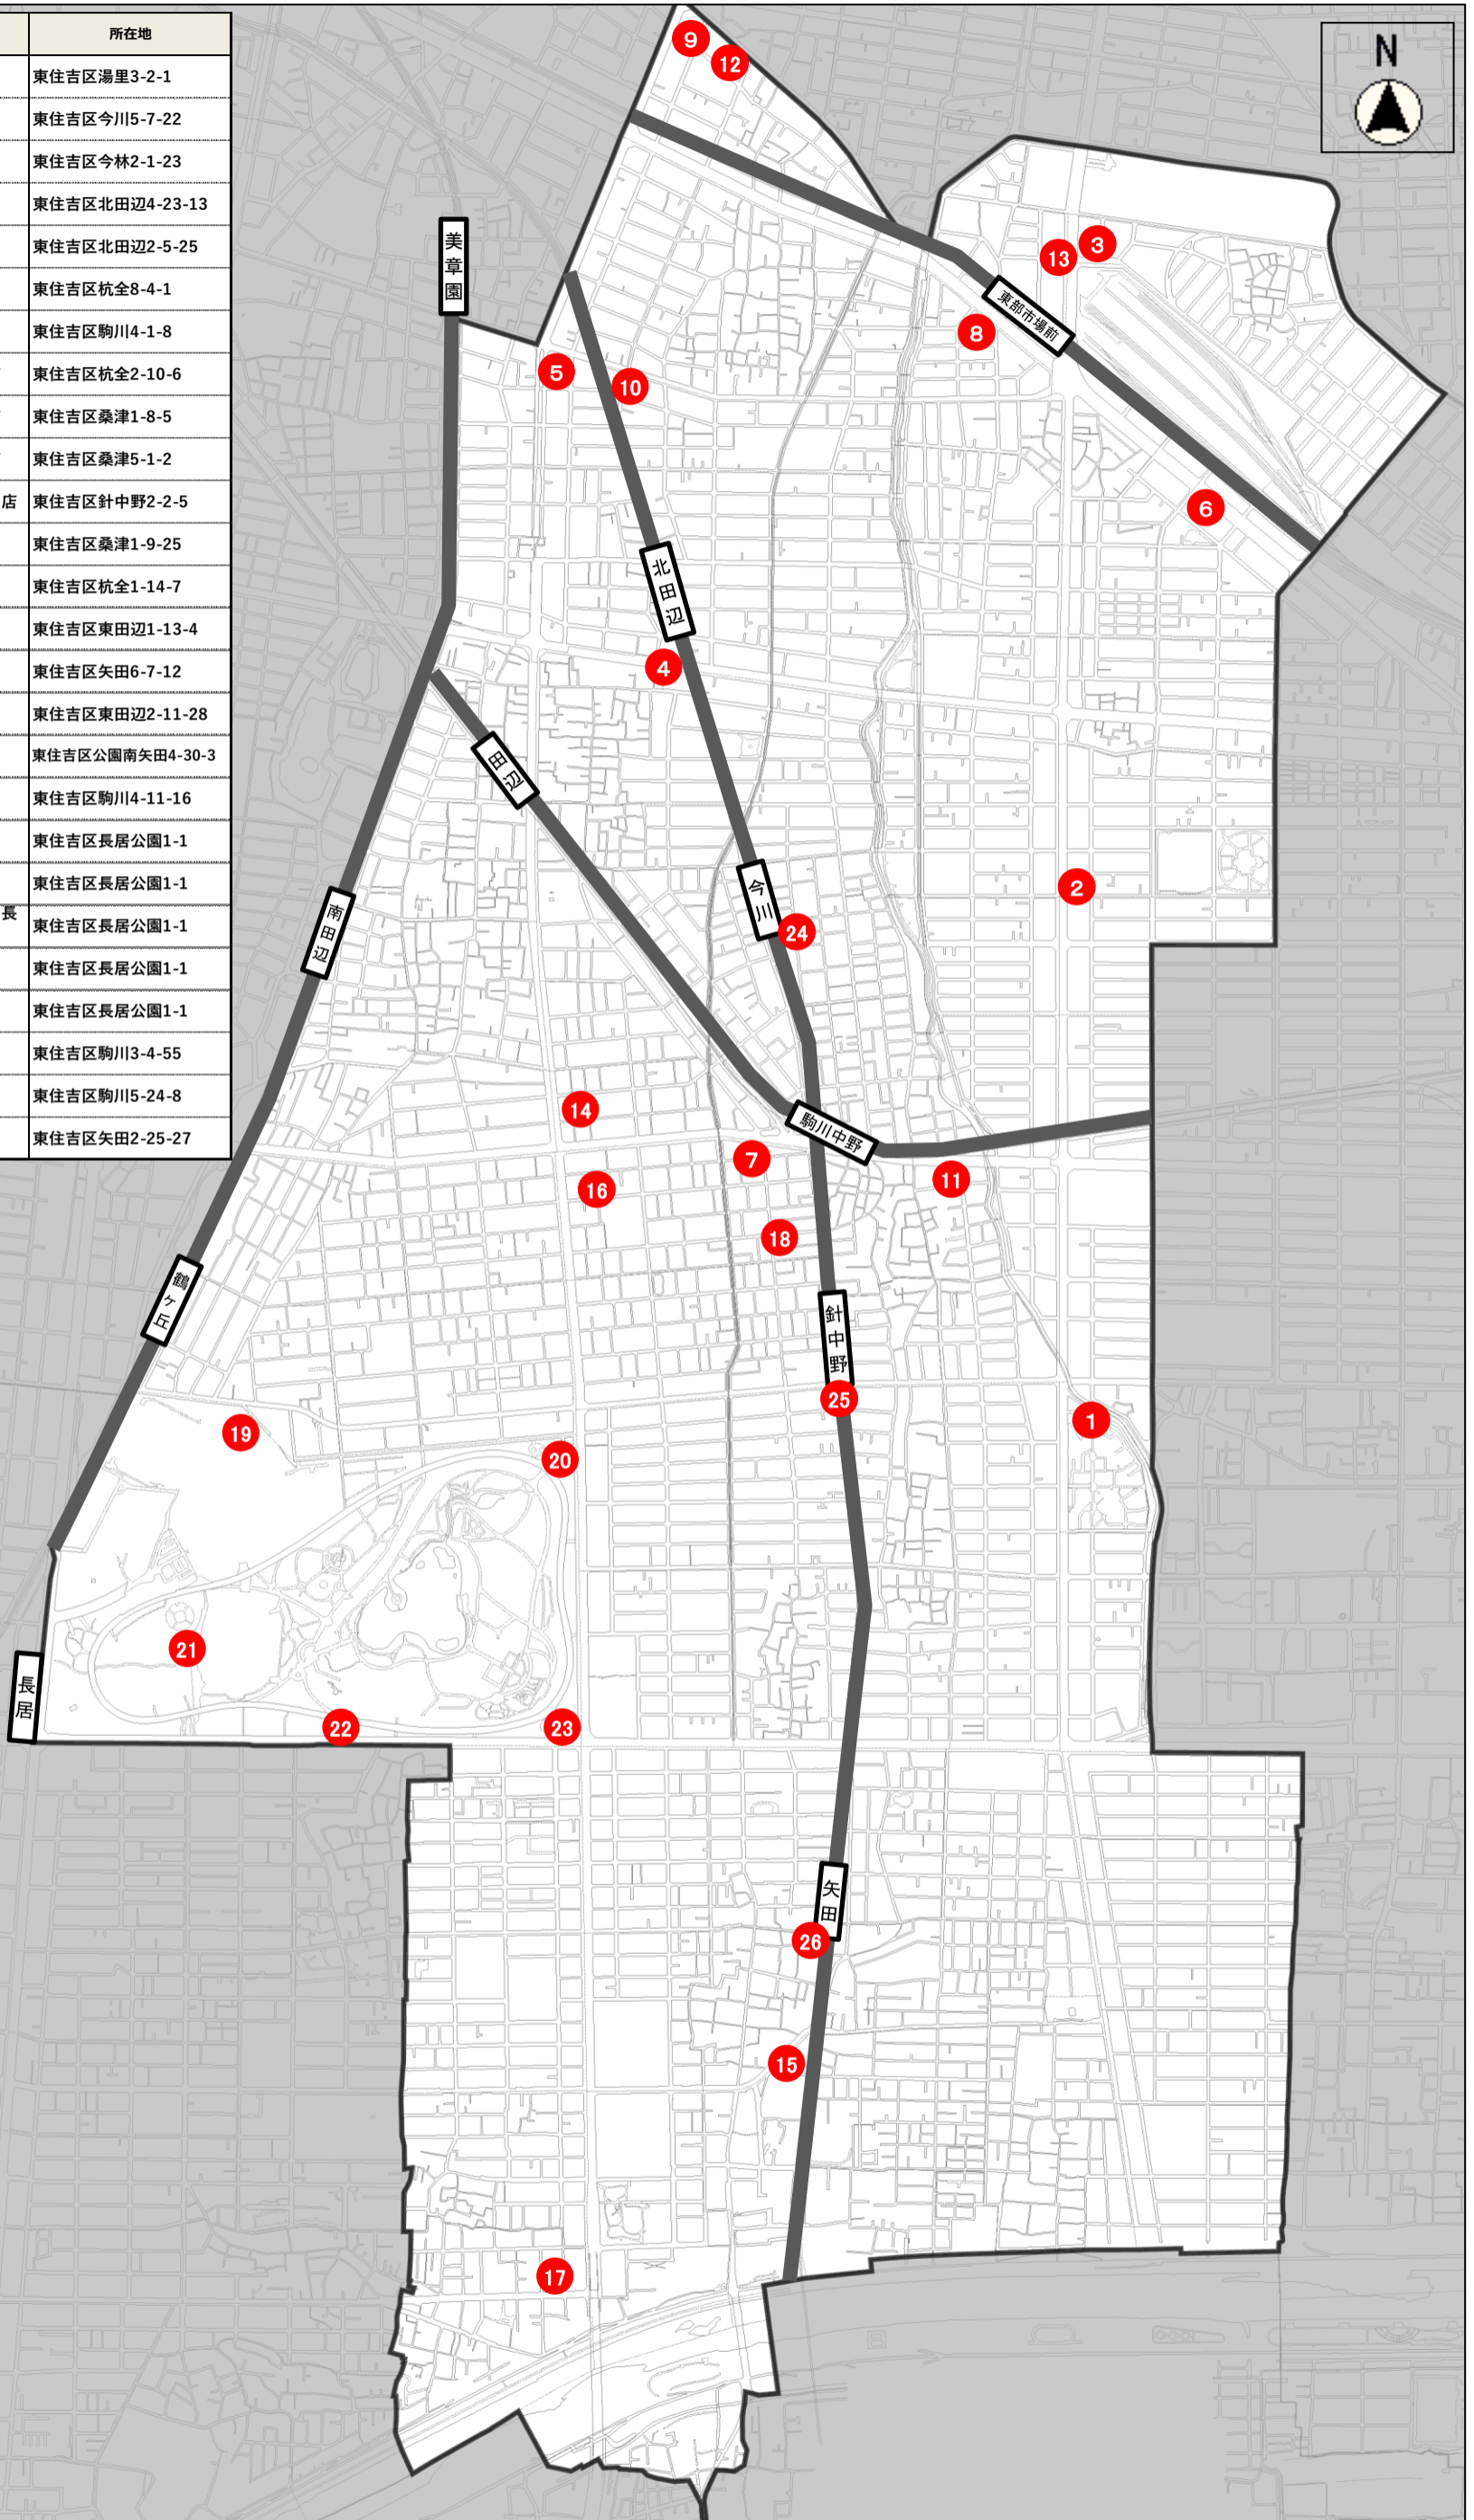 所在地
東住吉区湯里3-2-1
東住吉区今川5-7-22
東住吉区今林2-1-23
東住吉区北田辺4-23-13
東住吉区北田辺2-5-25
東住吉区杭全8-4-1
東住吉区駒川4-1-8
東住吉区杭全2-10-6
東住吉区桑津1-8-5
東住吉区桑津5-1-2
店 東住吉区針中野2-2-5
東住吉区桑津1-9-25
東住吉区杭全1-14-7
東住吉区東田辺1-13-4
東住吉区矢田6-7-12
東住吉区東田辺2-11-28
東住吉区公園南矢田4-30-3
東住吉区駒川4-11-16
東住吉区長居公園1-1
東住吉区長居公園1-1
長 東住吉区長居公園1-1
東住吉区長居公園1-1
東住吉区長居公園1-1
東住吉区駒川3-4-55
東住吉区駒川5-24-8
東住吉区矢田2-25-27
N
9
12
美章園
13
3
東部市場前
8
5
10
6
北田辺
4
田辺
2
今川
24
南田辺
14
駒川中野
7
11
16
18
鶴ヶ丘
針中野
25
1
19
20
21
長居
22
23
矢田
26
15
17